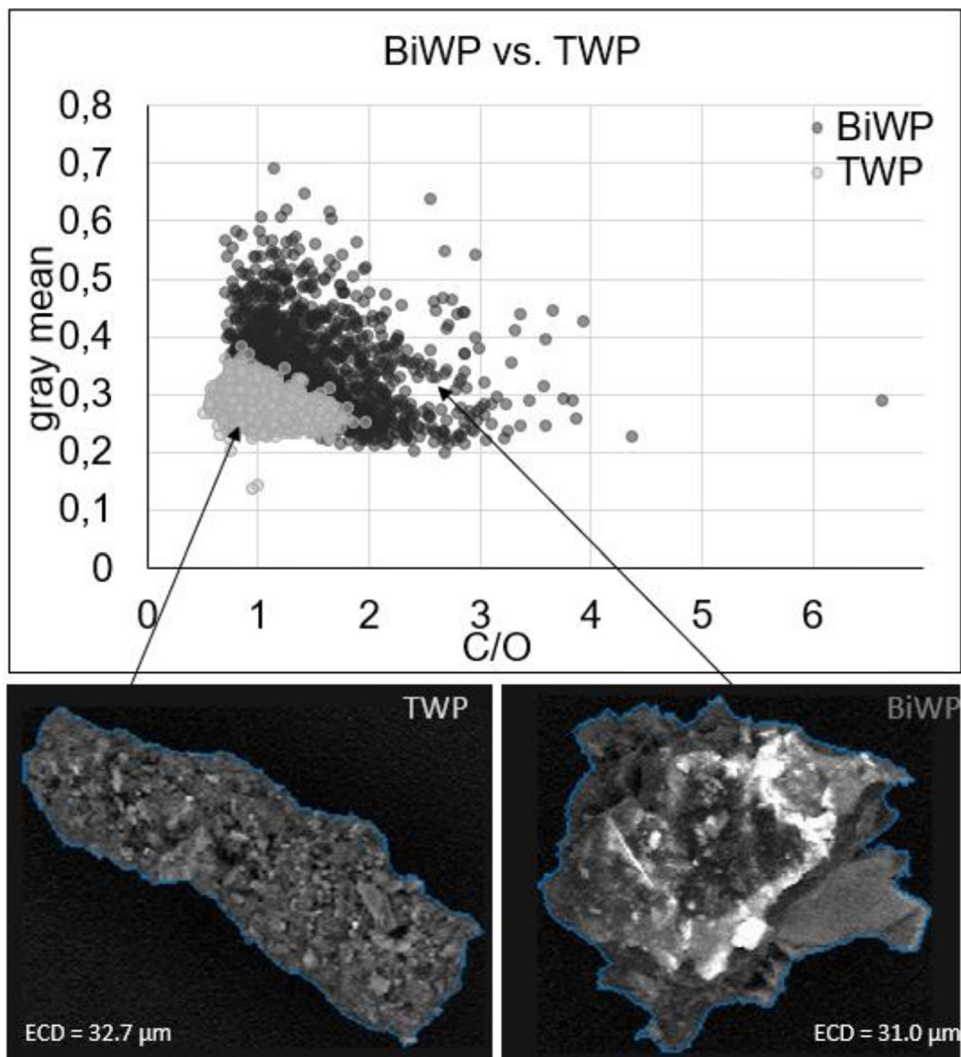 BiWP vs. TWP
0,8
0,7
0,6
0,5
0,4
0,3
0,2
0,1
0
gray mean
BiWP
TWP
0 1 2 3 4 5 6
C/O
TWP
ECD = 32.7 µm
BiWP
ECD = 31.0 µm